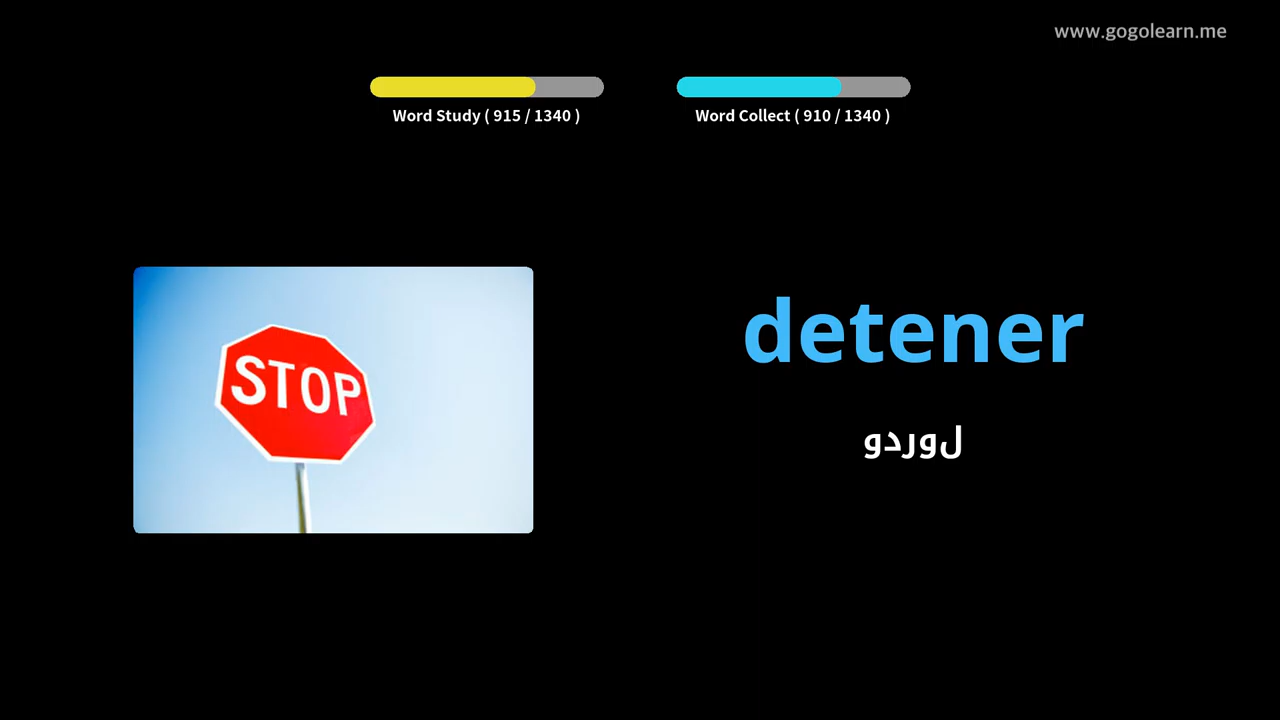 www.gogolearn.me
Word Study ( 915 / 1340 )
Word Collect ( 910 / 1340 )
STOP
detener
لوردو